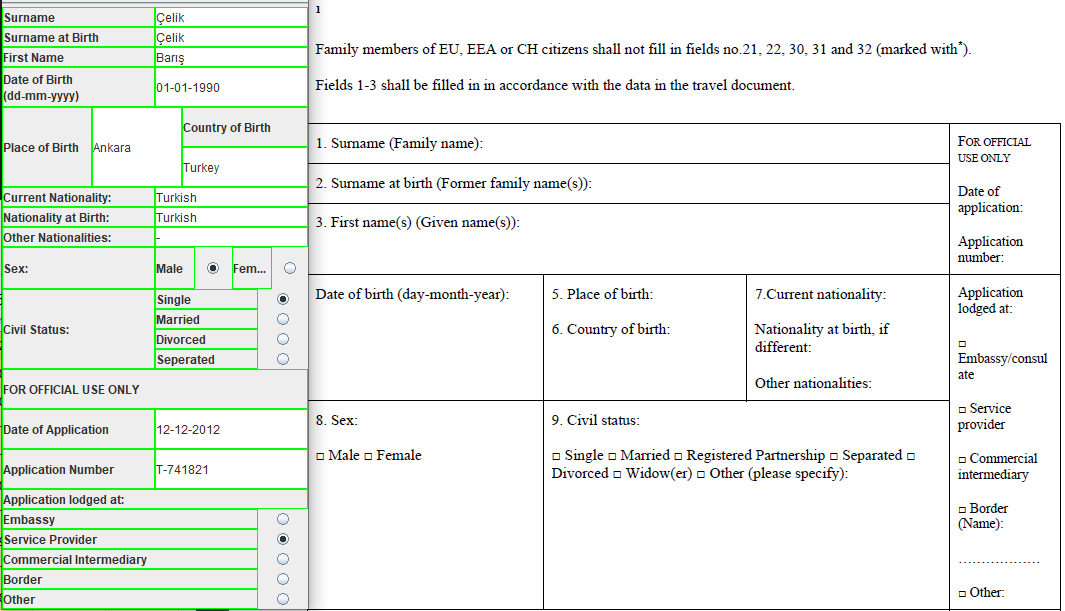 Surname Çelik
Surname at Birth Çelik
First Name Barış
Date of Birth
(dd-mm-yyyy) 01-01-1990
Place of Birth Ankara
Country of Birth
Turkey
Current Nationality: Turkish
Nationality at Birth: Turkish
Other Nationalities: -
Sex: Male Fem...
Civil Status:
Single
Married
Divorced
Seperated
FOR OFFICIAL USE ONLY
Date of Application 12-12-2012
Application Number T-741821
Application lodged at:
Embassy
Service Provider
Commercial Intermediary
Border
Other
1
Family members of EU, EEA or CH citizens shall not fill in fields no.21, 22, 30, 31 and 32 (marked with*).
Fields 1-3 shall be filled in in accordance with the data in the travel document.
1. Surname (Family name):
2. Surname at birth (Former family name(s)):
3. First name(s) (Given name(s)):
Date of birth (day-month-year):
5. Place of birth:
6. Country of birth:
7.Current nationality:
Nationality at birth, if
different:
Other nationalities:
8. Sex:
□ Male □ Female
9. Civil status:
□ Single □ Married □ Registered Partnership □ Separated □
Divorced □ Widow(er) □ Other (please specify):
FOR OFFICIAL
USE ONLY
Date of
application:
Application
number:
Application
lodged at:
□
Embassy/consul
ate
□ Service
provider
□ Commercial
intermediary
□ Border
(Name):
..................
□ Other: